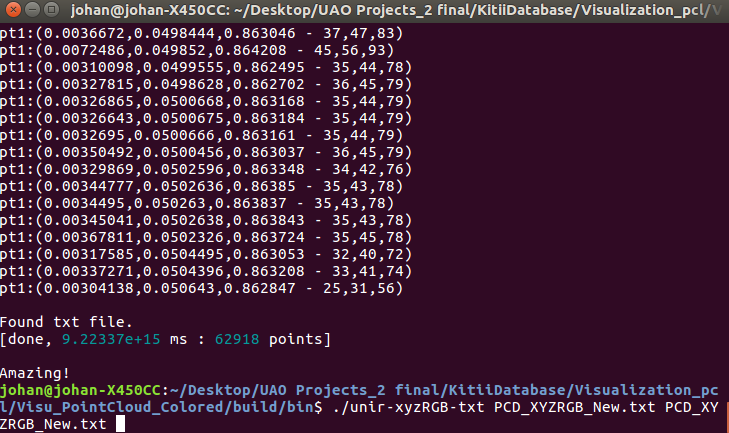 johan@johan-X450CC: ~/Desktop/UAO Projects_2 final/KitiiDatabase/Visualization_pcl/V
pt1:(0.0036672,0.0498444,0.863046 - 37,47,83)
pt1:(0.0072486,0.049852,0.864208 - 45,56,93)
pt1:(0.00310098,0.0499555,0.862495 - 35,44,78)
pt1:(0.00327815,0.0498628,0.862702 - 36,45,79)
pt1:(0.00326865,0.0500668,0.863168 - 35,44,79)
pt1:(0.00326643,0.0500675,0.863184 - 35,44,79)
pt1:(0.0032695,0.0500666,0.863161 - 35,44,79)
pt1:(0.00350492,0.0500456,0.863037 - 36,45,79)
pt1:(0.00329869,0.0502596,0.863348 - 34,42,76)
pt1:(0.00344777,0.0502636,0.86385 - 35,43,78)
pt1:(0.0034495,0.050263,0.863837 - 35,43,78)
pt1:(0.00345041,0.0502638,0.863843 - 35,43,78)
pt1:(0.00367811,0.0502326,0.863724 - 35,45,78)
pt1:(0.00317585,0.0504495,0.863053 - 32,40,72)
pt1:(0.00337271,0.0504396,0.863208 - 33,41,74)
pt1:(0.00304138,0.050643,0.862847 - 25,31,56)
Found txt file.
[done, 9.22337e+15 ms : 62918 points]
Amazing!
johan@johan-X450CC:~/Desktop/UAO Projects_2 final/KitiiDatabase/Visualization_pc
l/Visu_PointCloud_Colored/build/bin$ ./unir-xyzRGB-txt PCD_XYZRGB_New.txt PCD_XY
ZRGB_New.txt